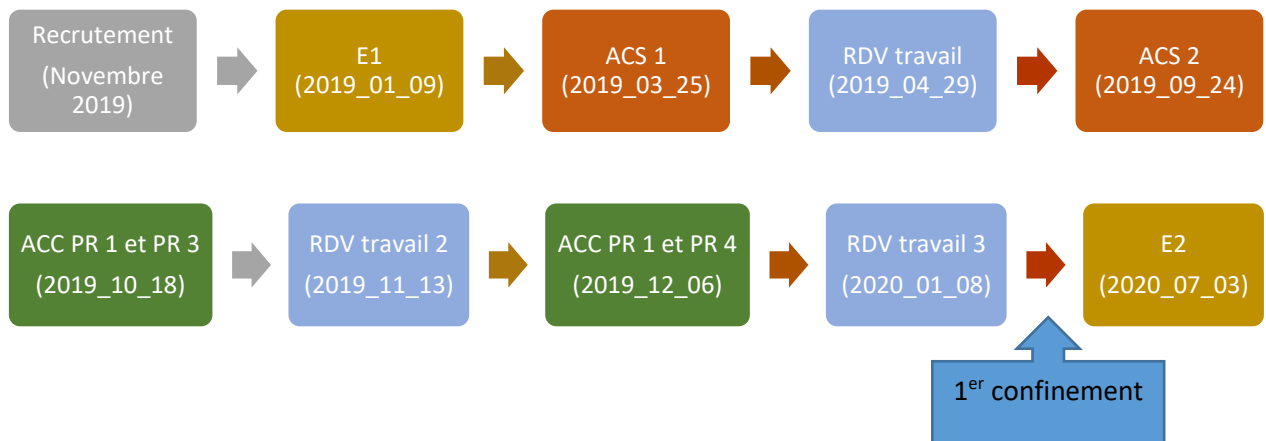 Recrutement
(Novembre
2019)
E1
(2019_01_09)
ACS 1
(2019_03_25)
RDV travail
(2019_04_29)
ACS 2
(2019_09_24)
ACC PR 1 et PR 3
(2019_10_18)
RDV travail 2
(2019_11_13)
ACC PR 1 et PR 4
(2019_12_06)
RDV travail 3
(2020_01_08)
E2
(2020_07_03)
1er confinement